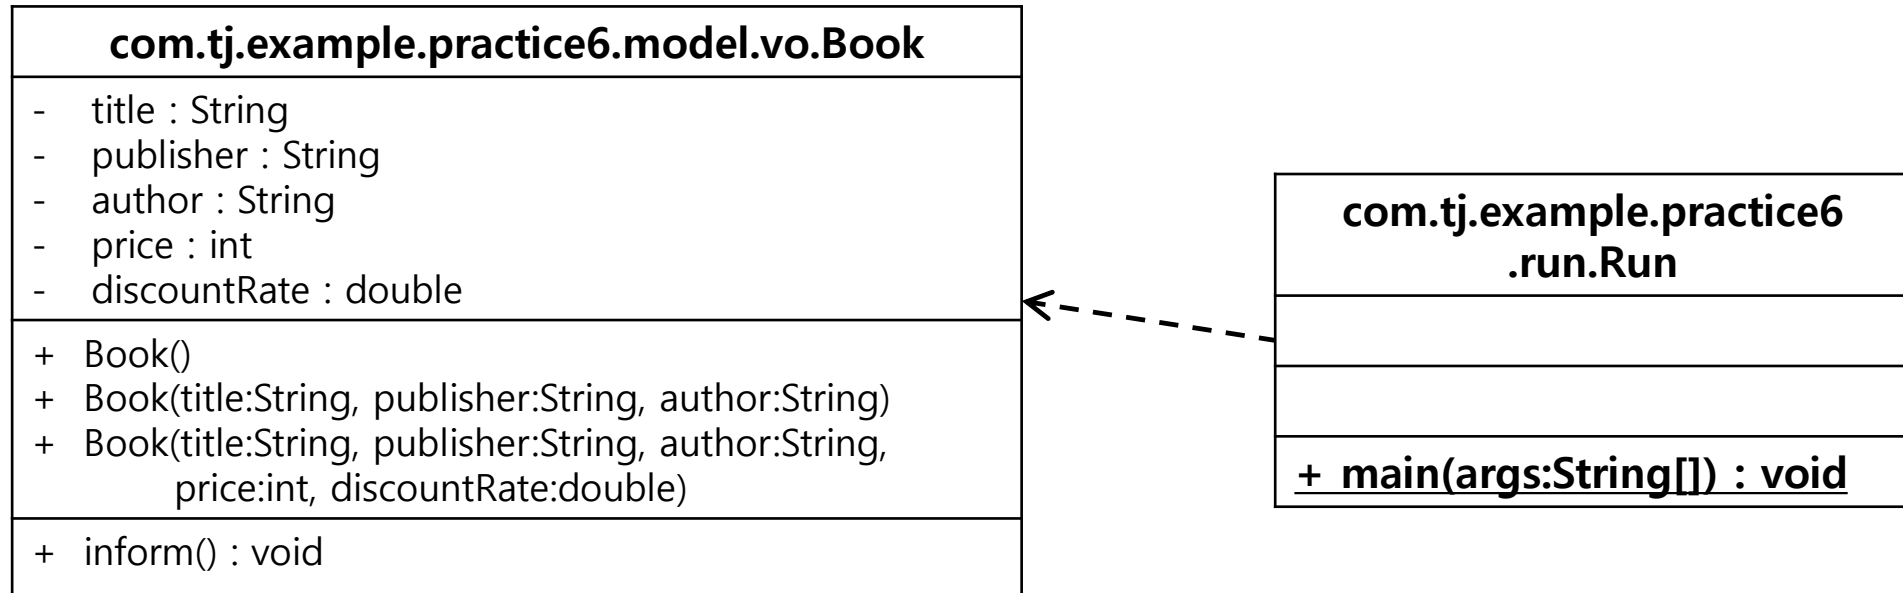 com.tj.example.practice6.model.vo.Book
- title : String
- publisher : String
- author : String
- price : int
- discountRate : double
+ Book()
+ Book(title:String, publisher:String, author:String)
+ Book(title:String, publisher:String, author:String,
price:int, discountRate:double)
+ inform() : void
com.tj.example.practice6
.run.Run
+ main(args:String[]) : void